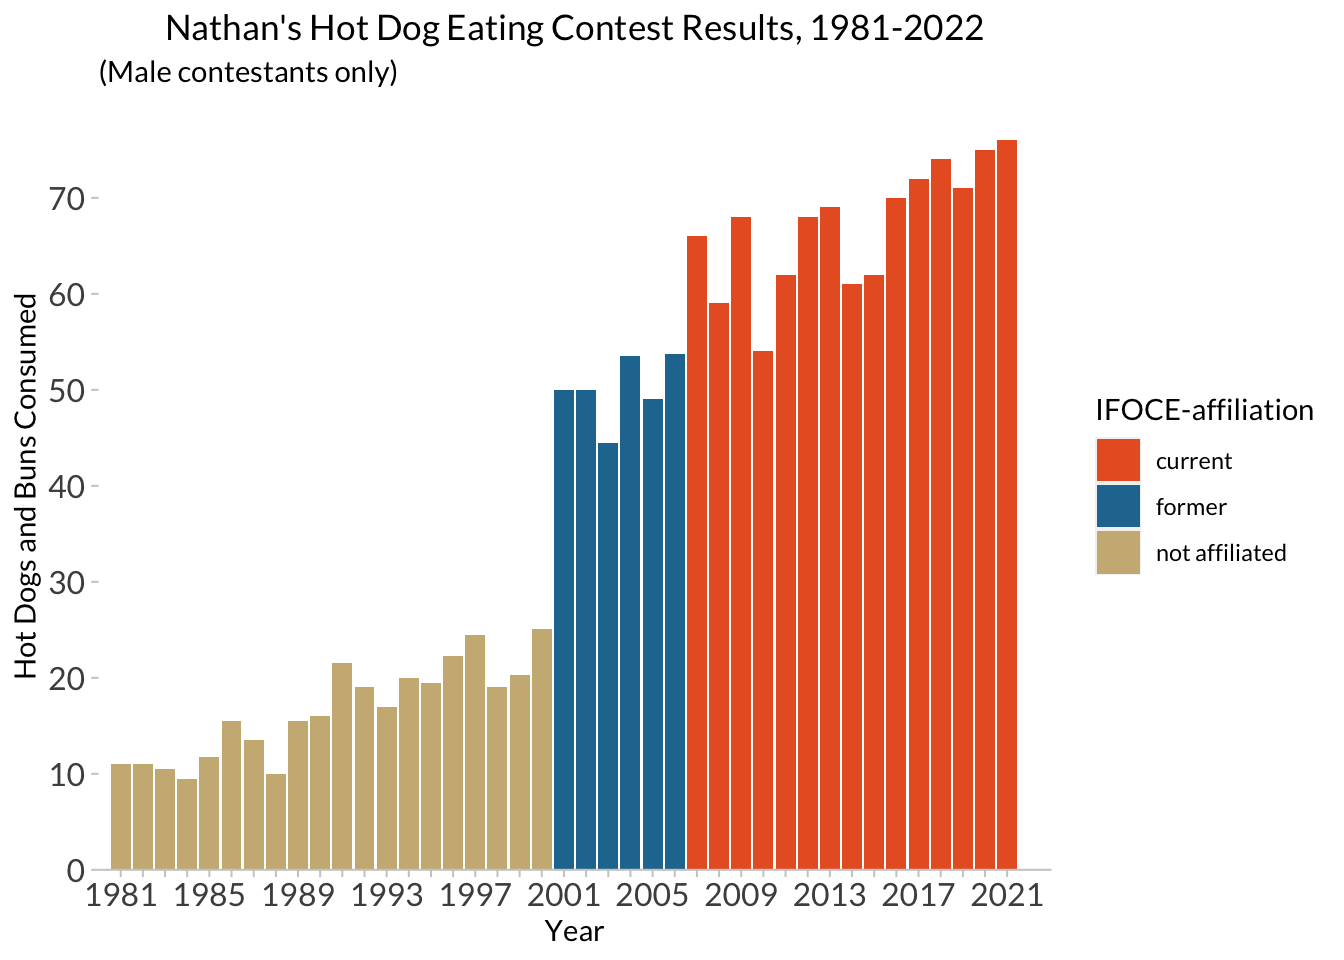 Nathan's Hot Dog Eating Contest Results, 1981-2022
(Male contestants only)
Hot Dogs and Buns Consumed
70
60
50
40
30
20
10
0
1981 1985 1989 1993 1997 2001 2005 2009 2013 2017 2021
Year
IFOCE-affiliation
current
former
not affiliated